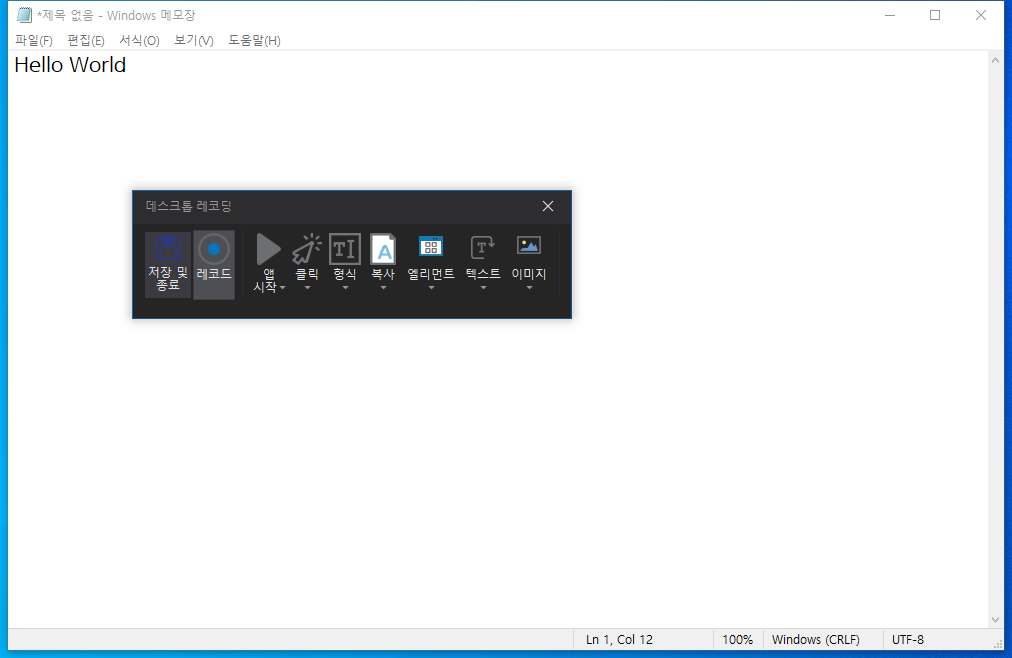 *제목 없음 - Windows 메모장
파일(F) 편집(E) 서식(O) 보기(V) 도움말(H)
Hello World
데스크톱 레코딩
저장 및
종료
레코드
앱
시작
클릭
형식
복사
엘리먼트
텍스트
이미지
Ln 1, Col 12
100%
Windows (CRLF)
UTF-8